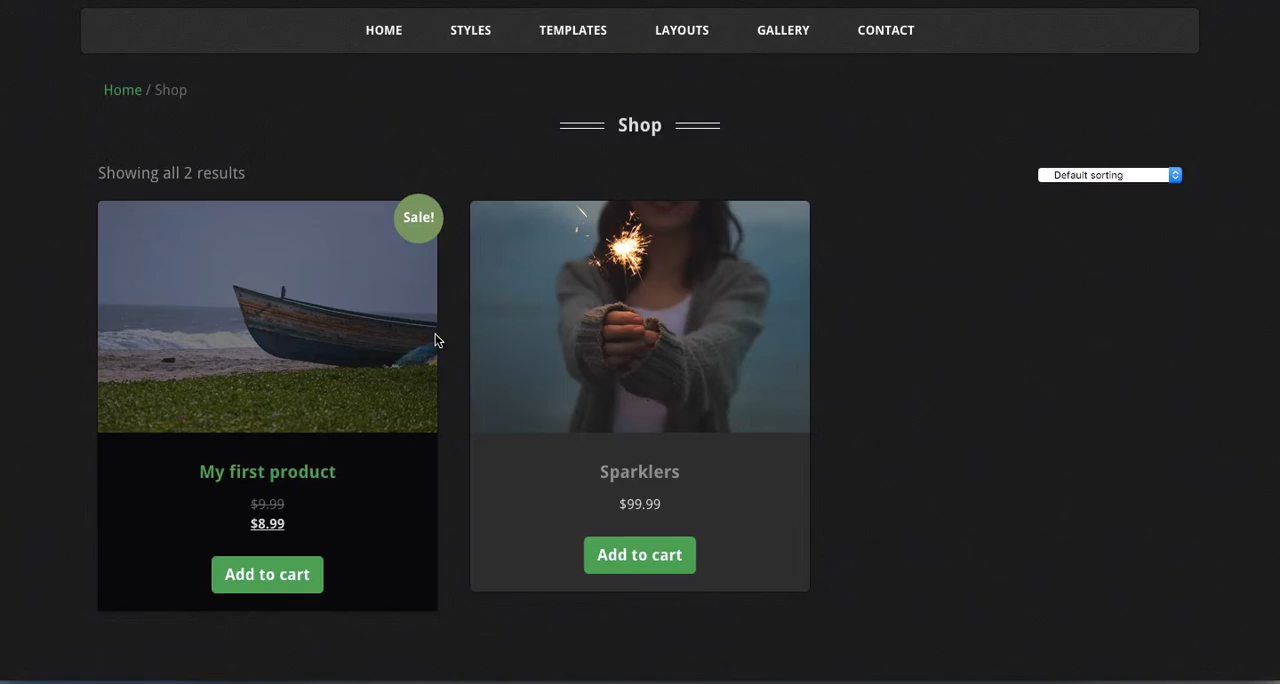 HOME STYLES TEMPLATES LAYOUTS GALLERY CONTACT
Home / Shop
Shop
Showing all 2 results
Default sorting
Sale!
My first product
$9.99
$8.99
Add to cart
Sparklers
$99.99
Add to cart